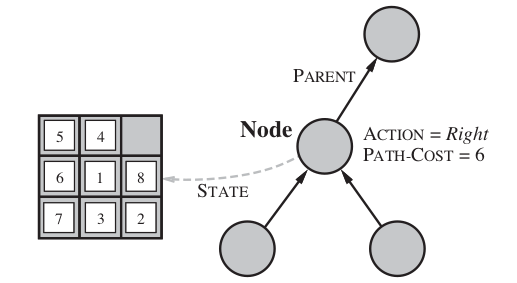 PARENT
Node
ACTION = Right
PATH-COST = 6
5 4
6 1 8
STATE
7 3 2